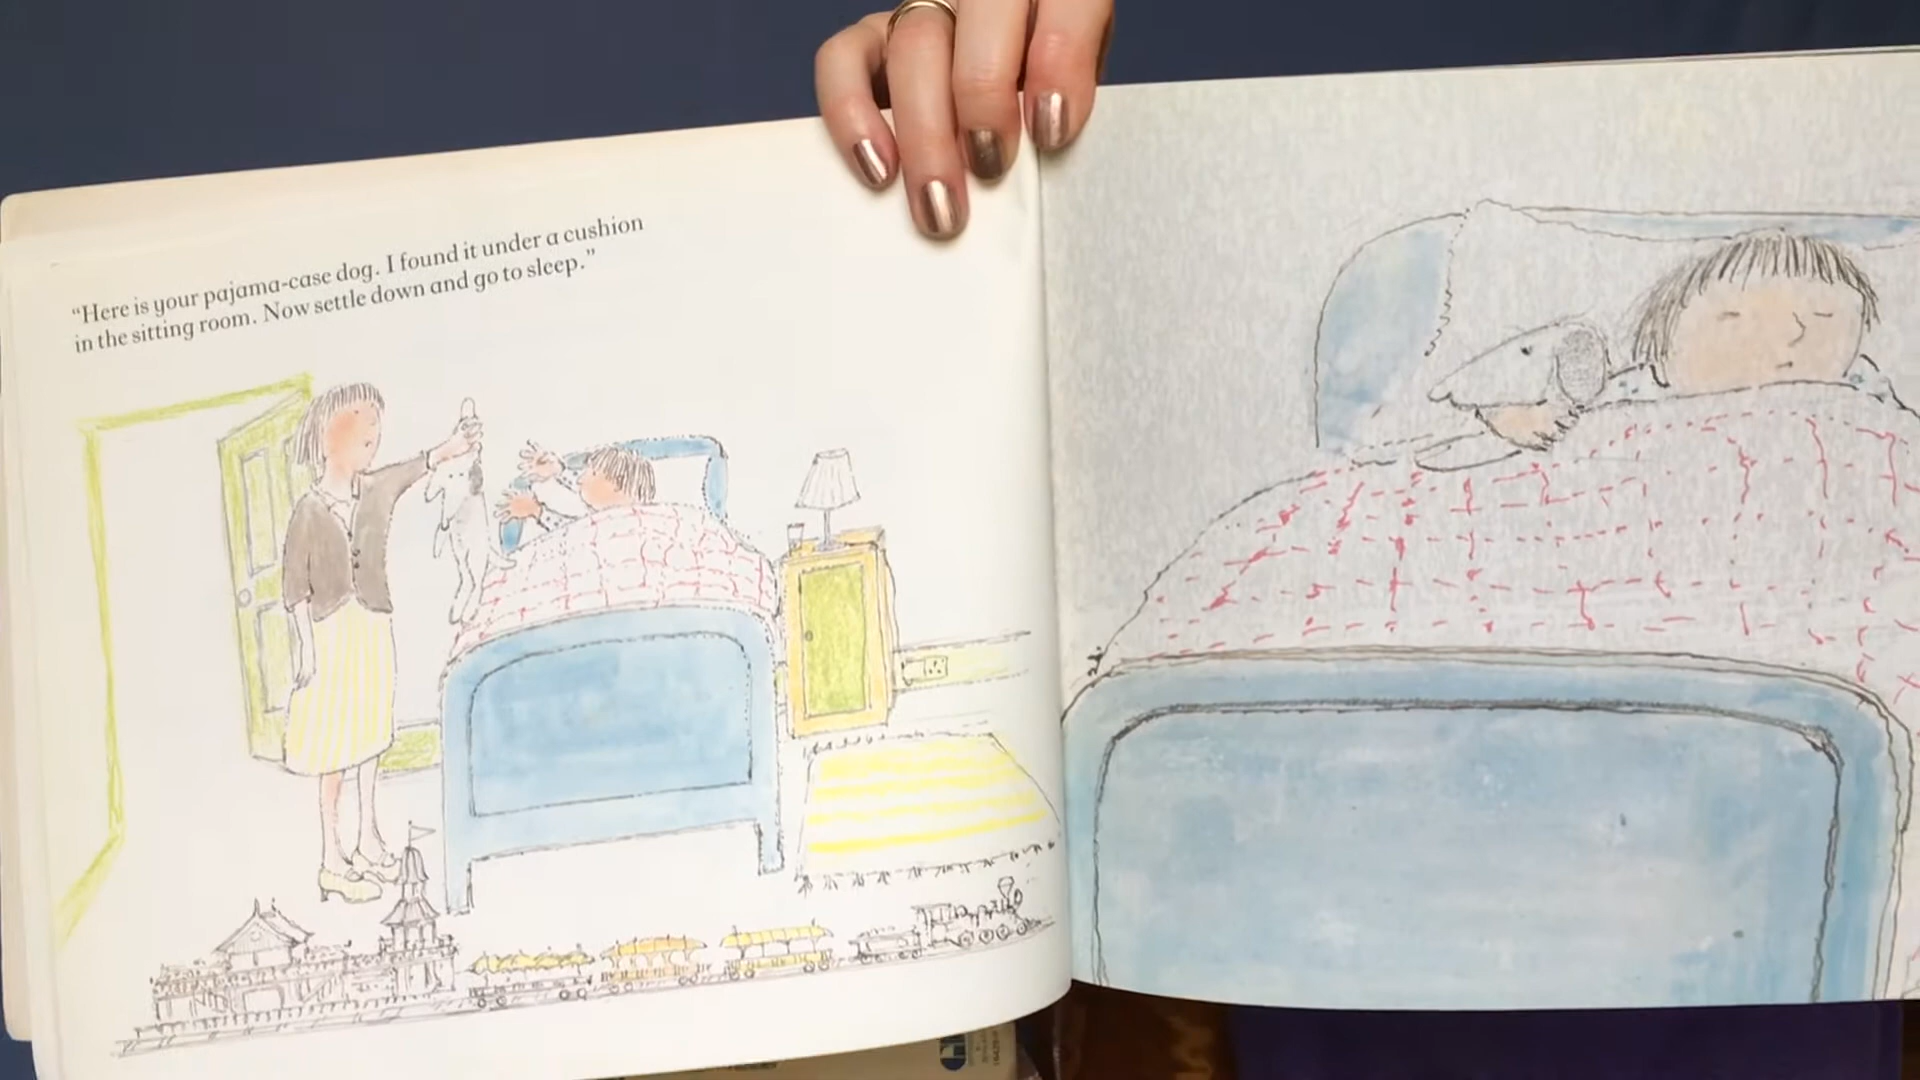 “Here is your pajama-case dog. I found it under a cushion
in the sitting room. Now settle down and go to sleep.”